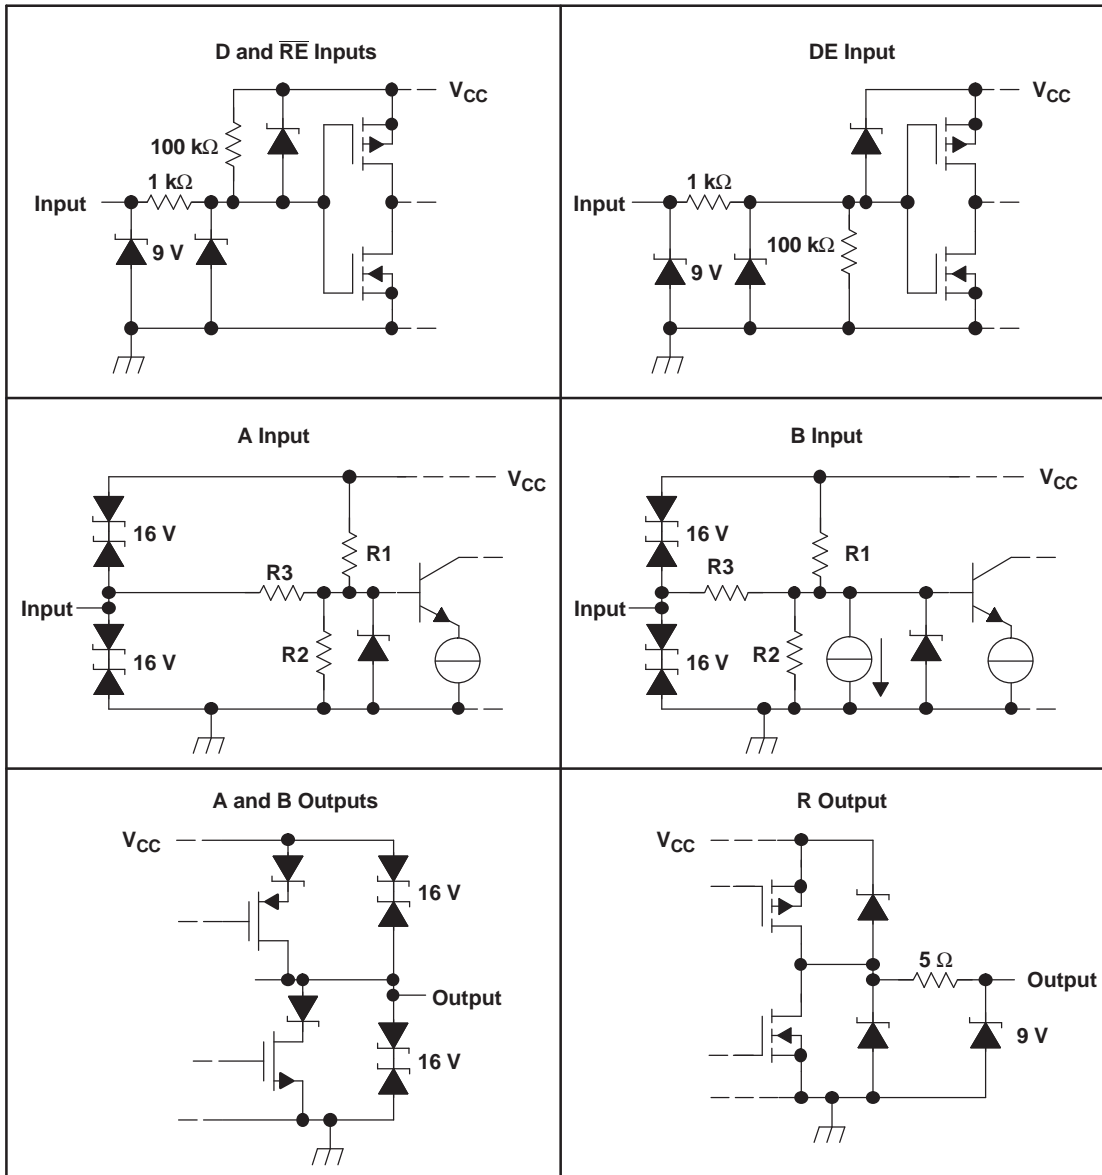 D and R̅E̅ Inputs
VCC
100 kΩ
1 kΩ
Input
9 V
DE Input
VCC
1 kΩ
Input
100 kΩ
9 V
A Input
VCC
16 V
R1
R3
Input
16 V
R2
B Input
VCC
16 V
R1
R3
Input
16 V
R2
A and B Outputs
VCC
16 V
Output
16 V
R Output
VCC
5 Ω
Output
9 V